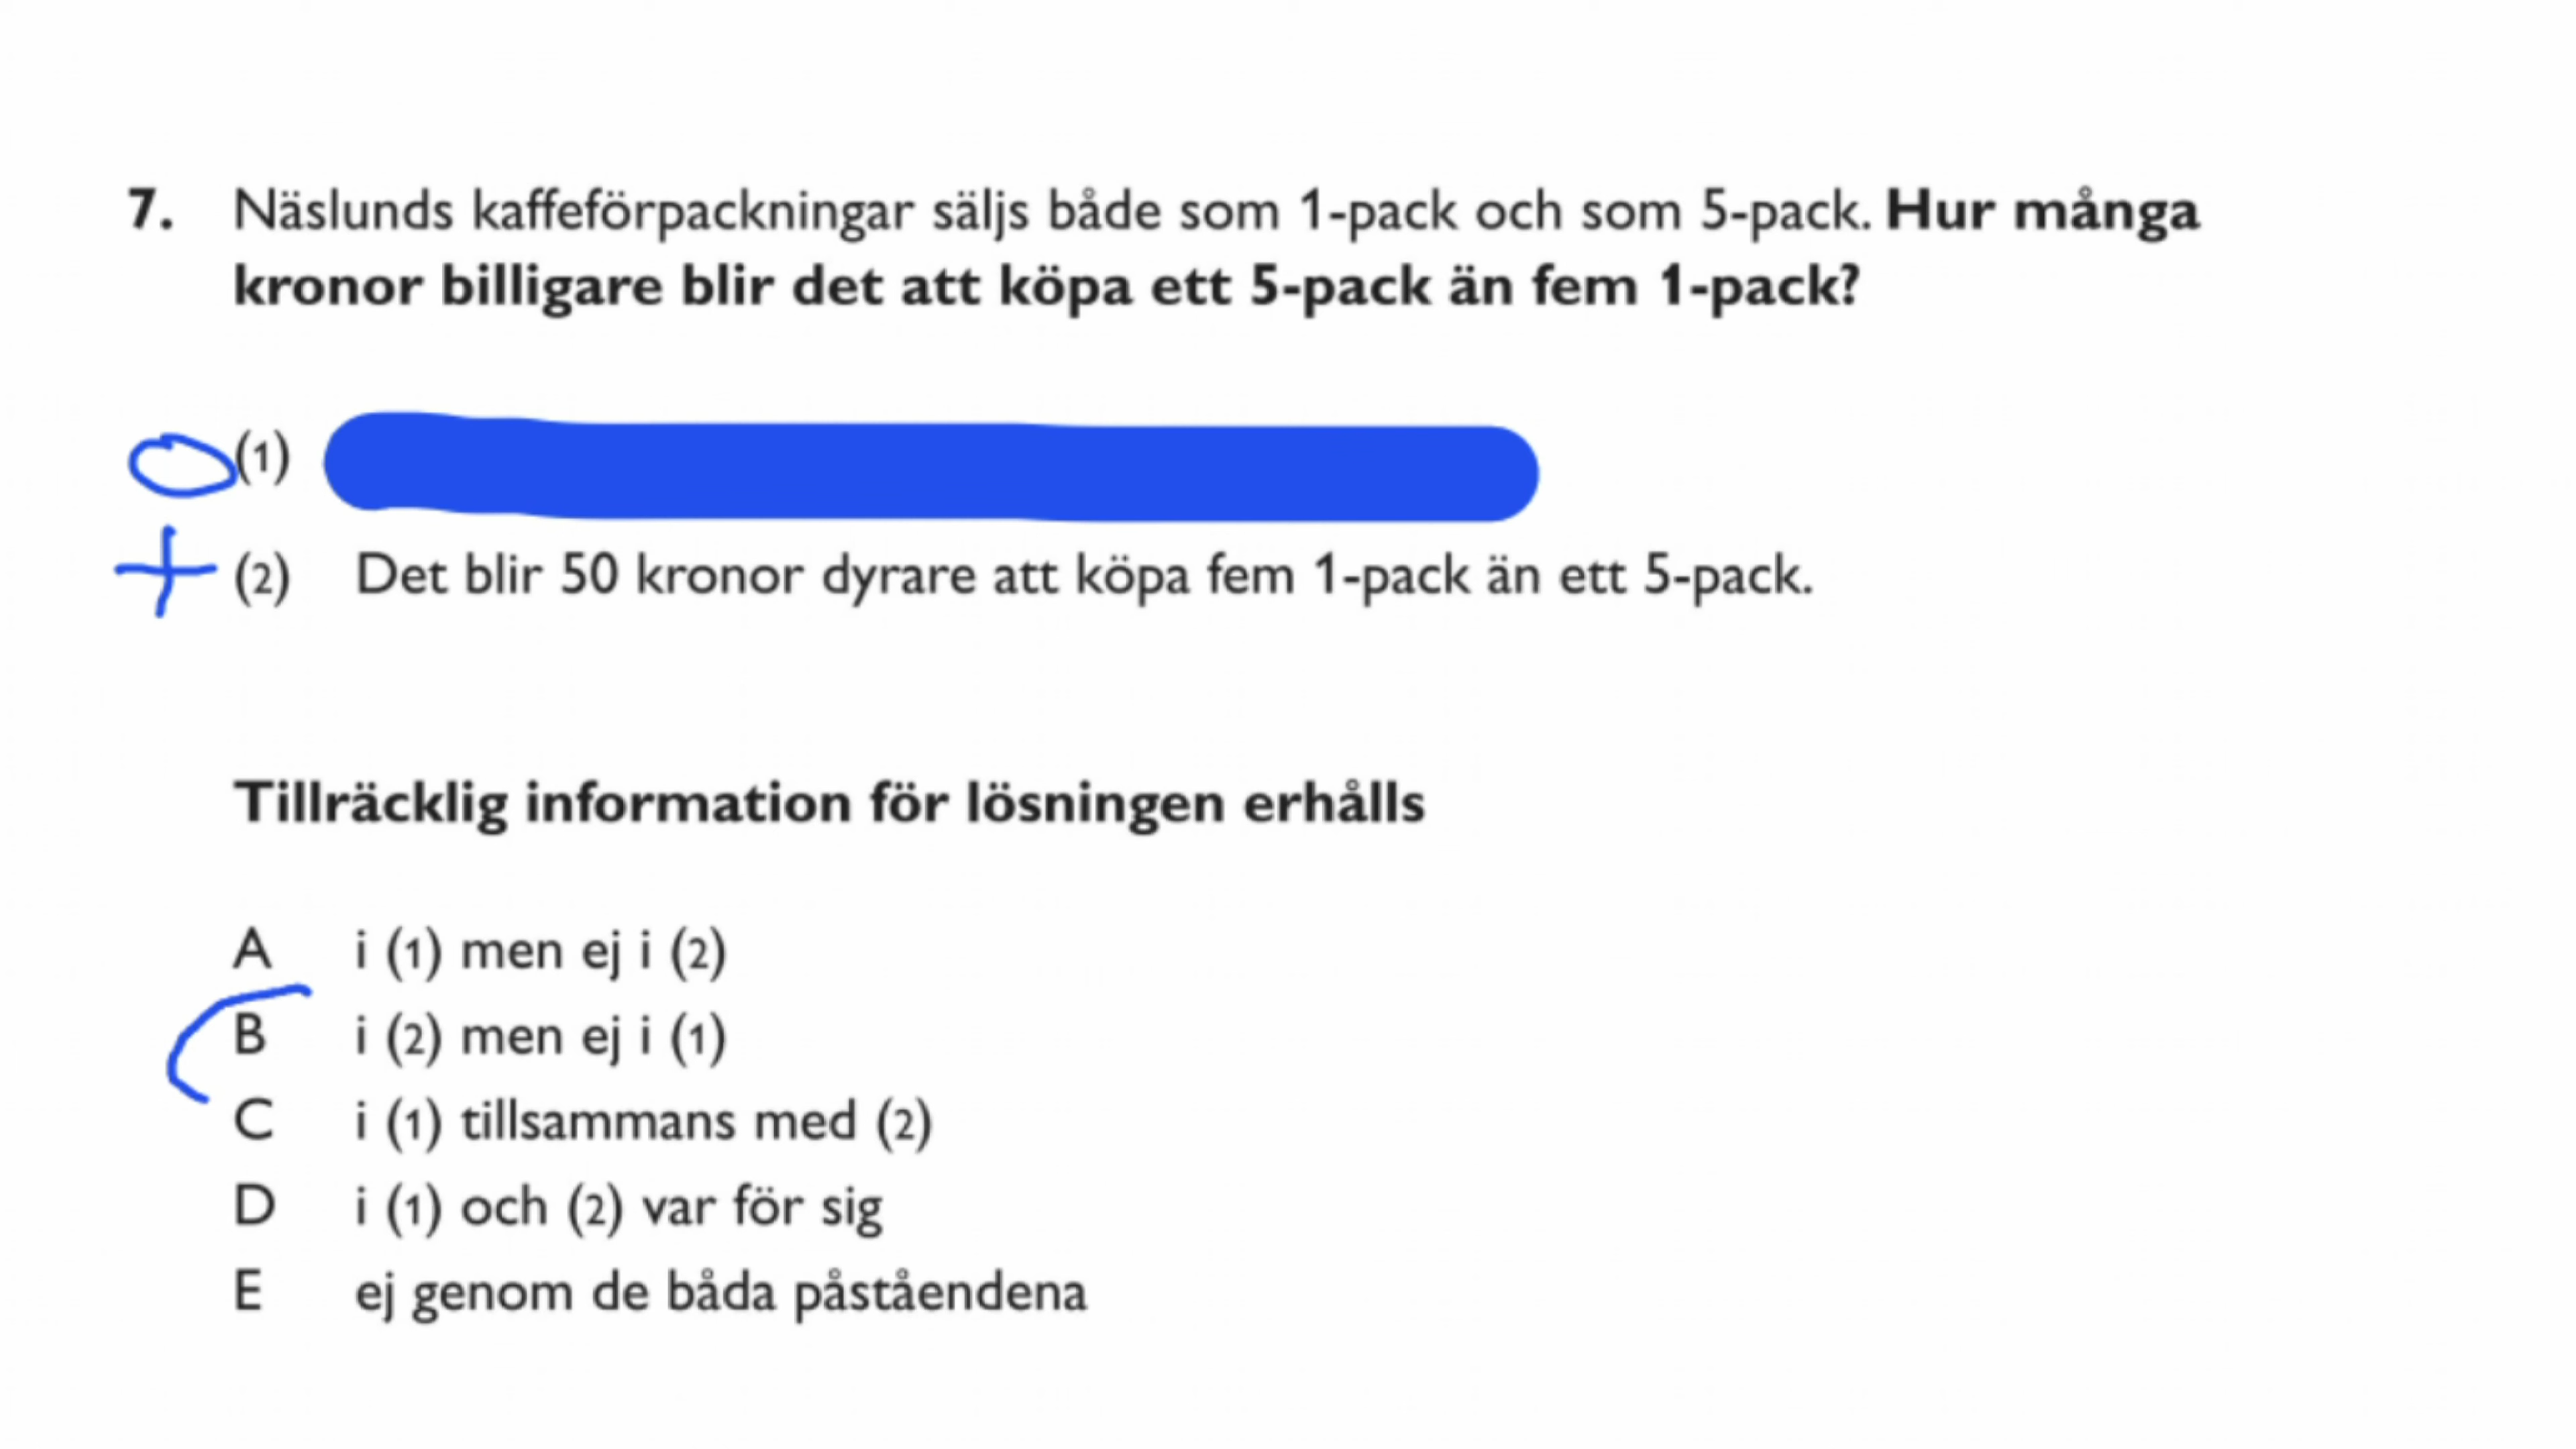 7. Näslunds kaffeförpackningar säljs både som 1-pack och som 5-pack. Hur många
kronor billigare blir det att köpa ett 5-pack än fem 1-pack?
(1)
(2) Det blir 50 kronor dyrare att köpa fem 1-pack än ett 5-pack.
Tillräcklig information för lösningen erhålls
A i (1) men ej i (2)
B i (2) men ej i (1)
C i (1) tillsammans med (2)
D i (1) och (2) var för sig
E ej genom de båda påståendena